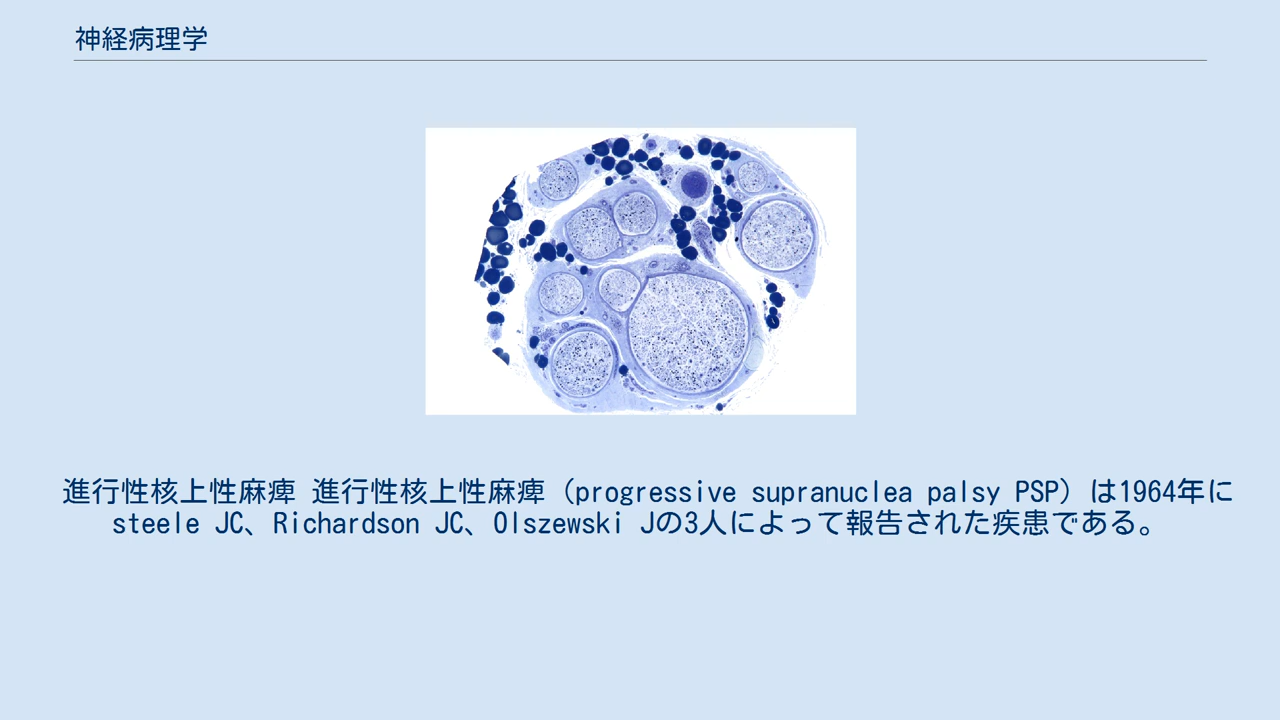 神経病理学
進行性核上性麻痺 進行性核上性麻痺（progressive supranuclea palsy PSP）は1964年に
steele JC、Richardson JC、Olszewski Jの3人によって報告された疾患である。